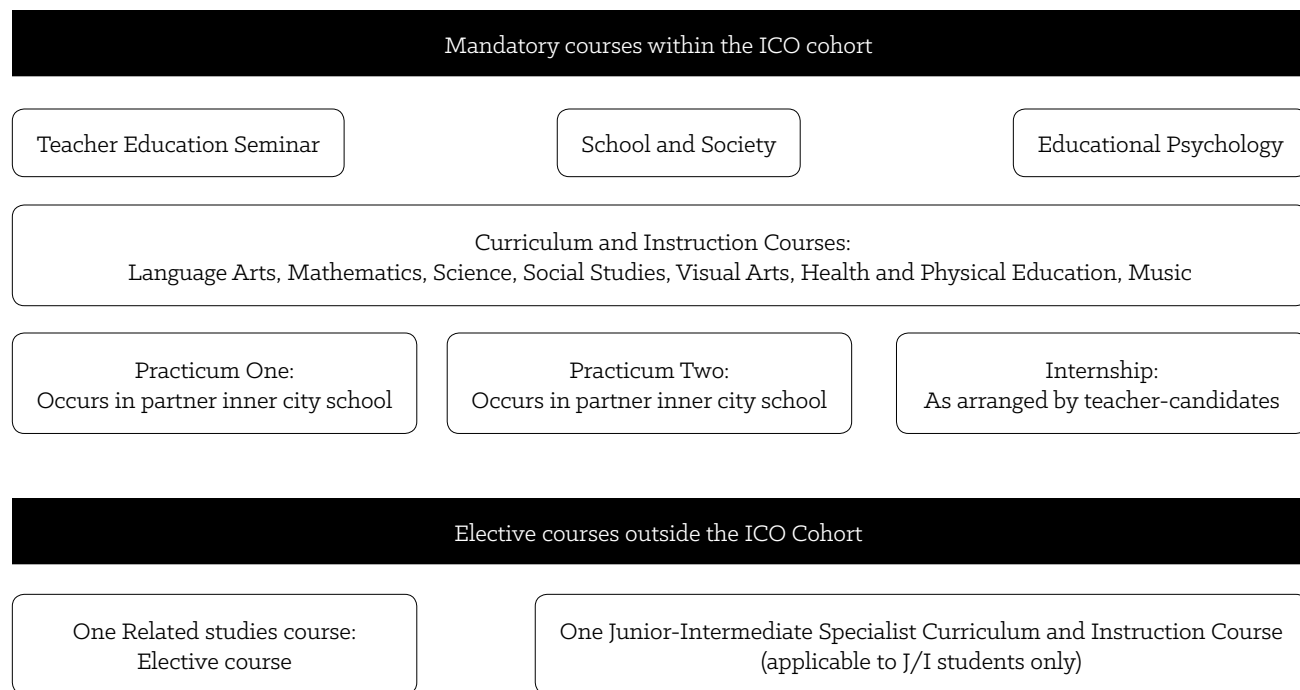 Mandatory courses within the ICO cohort
Teacher Education Seminar
School and Society
Educational Psychology
Curriculum and Instruction Courses:
Language Arts, Mathematics, Science, Social Studies, Visual Arts, Health and Physical Education, Music
Practicum One:
Occurs in partner inner city school
Practicum Two:
Occurs in partner inner city school
Internship:
As arranged by teacher-candidates
Elective courses outside the ICO Cohort
One Related studies course:
Elective course
One Junior-Intermediate Specialist Curriculum and Instruction Course
(applicable to J/I students only)